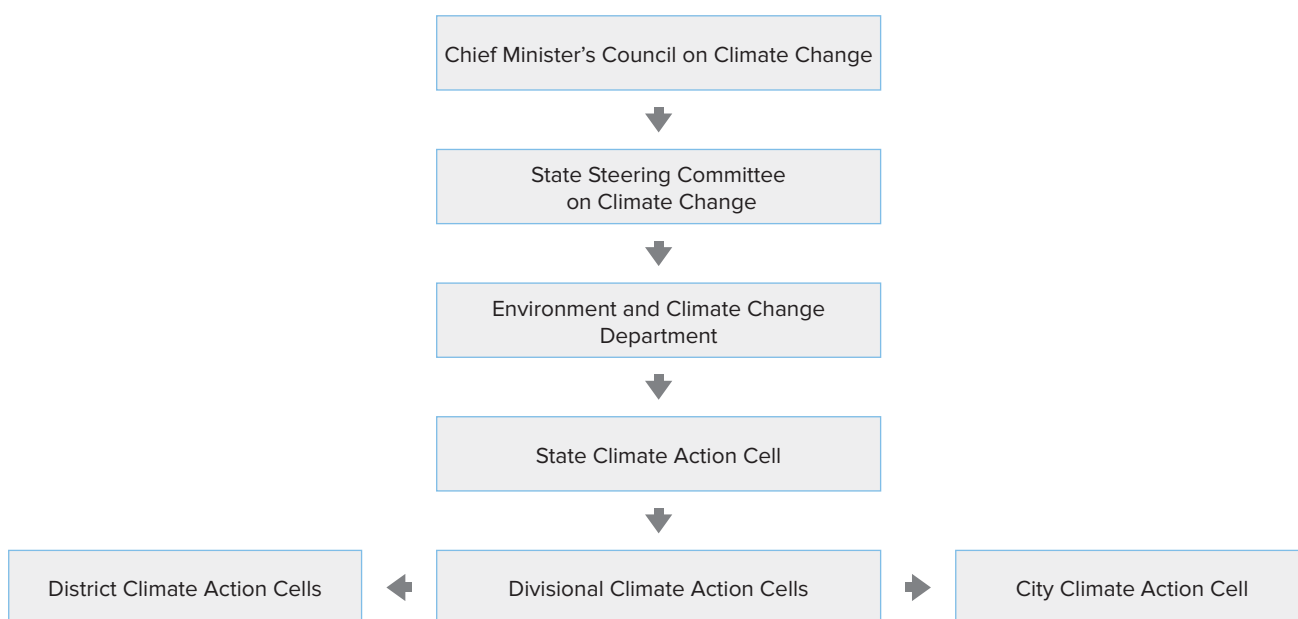 Chief Minister’s Council on Climate Change
State Steering Committee
on Climate Change
Environment and Climate Change
Department
State Climate Action Cell
District Climate Action Cells
Divisional Climate Action Cells
City Climate Action Cell